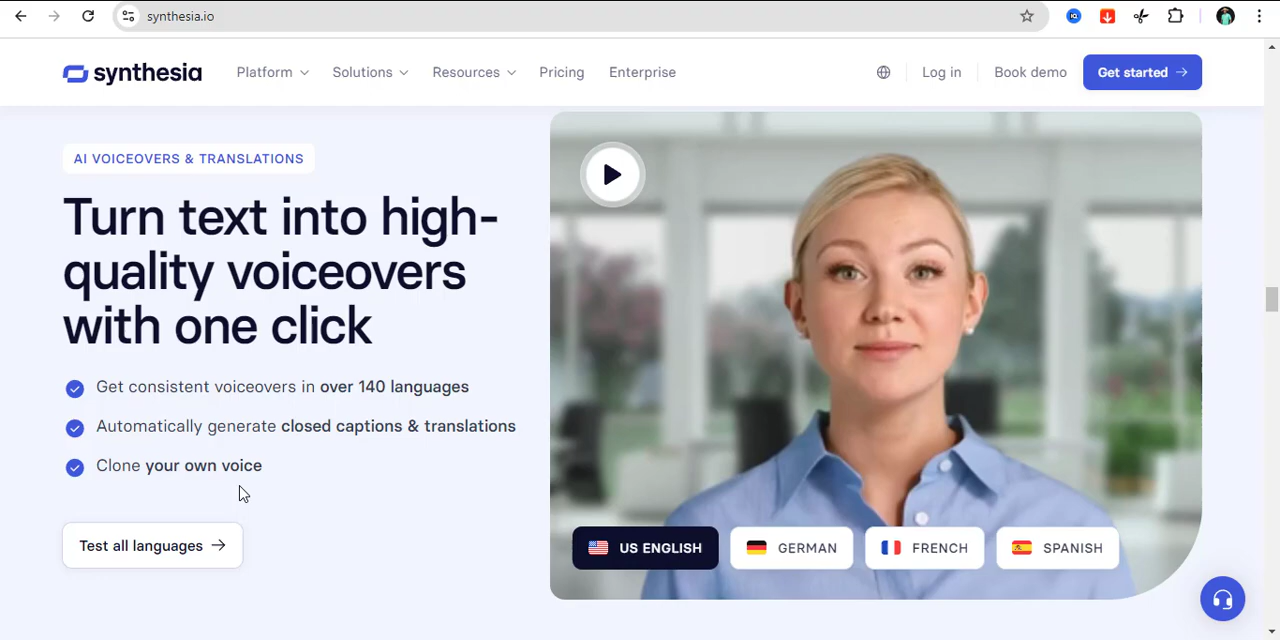 synthesia.io
synthesia Platform Solutions Resources Pricing Enterprise Log in Book demo Get started →
AI VOICEOVERS & TRANSLATIONS
Turn text into high-
quality voiceovers
with one click
Get consistent voiceovers in over 140 languages
Automatically generate closed captions & translations
Clone your own voice
Test all languages →
US ENGLISH GERMAN FRENCH SPANISH